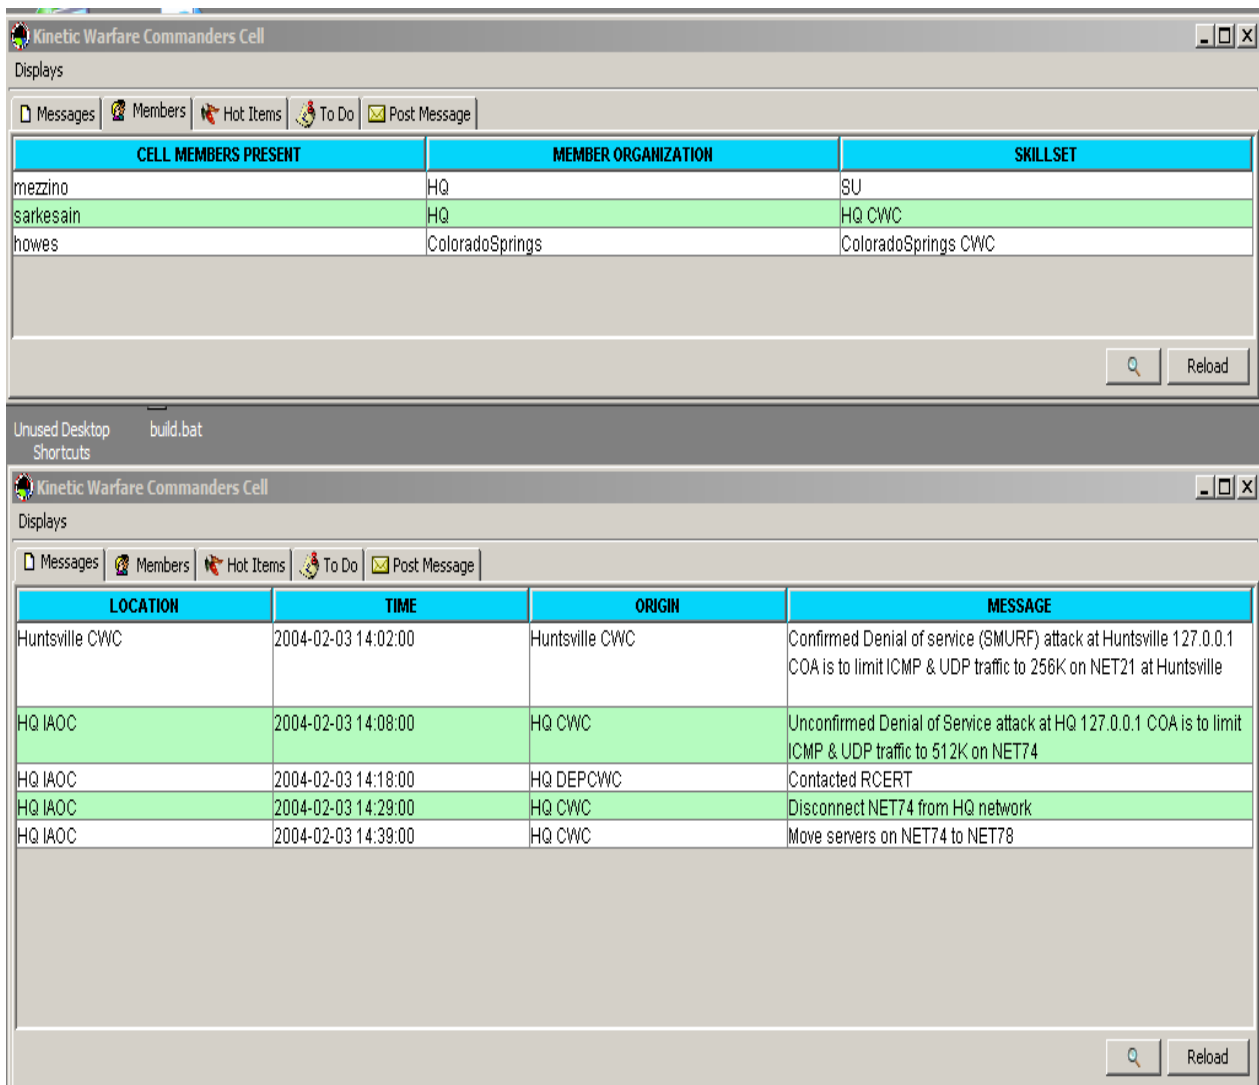 Kinetic Warfare Commanders Cell
Displays
Messages Members Hot Items To Do Post Message
CELL MEMBERS PRESENT MEMBER ORGANIZATION SKILLSET
mezzino HQ SU
sarkesain HQ HQ CWC
howes ColoradoSprings ColoradoSprings CWC
Reload
Unused Desktop build.bat
Shortcuts
Kinetic Warfare Commanders Cell
Displays
Messages Members Hot Items To Do Post Message
LOCATION TIME ORIGIN MESSAGE
Huntsville CWC 2004-02-03 14:02:00 Huntsville CWC Confirmed Denial of service (SMURF) attack at Huntsville 127.0.0.1
COA is to limit ICMP & UDP traffic to 256K on NET21 at Huntsville
HQ IAOC 2004-02-03 14:08:00 HQ CWC Unconfirmed Denial of Service attack at HQ 127.0.0.1 COA is to limit
ICMP & UDP traffic to 512K on NET74
HQ IAOC 2004-02-03 14:18:00 HQ DEPCWC Contacted RCERT
HQ IAOC 2004-02-03 14:29:00 HQ CWC Disconnect NET74 from HQ network
HQ IAOC 2004-02-03 14:39:00 HQ CWC Move servers on NET74 to NET78
Reload